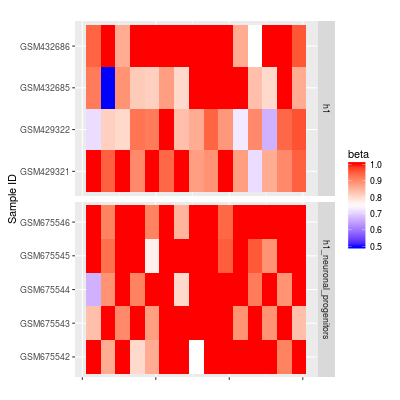 Sample ID
GSM432686
GSM432685
GSM429322
GSM429321
h1
GSM675546
GSM675545
GSM675544
GSM675543
GSM675542
h1_neuronal_progenitors
beta
1.0
0.9
0.8
0.7
0.6
0.5